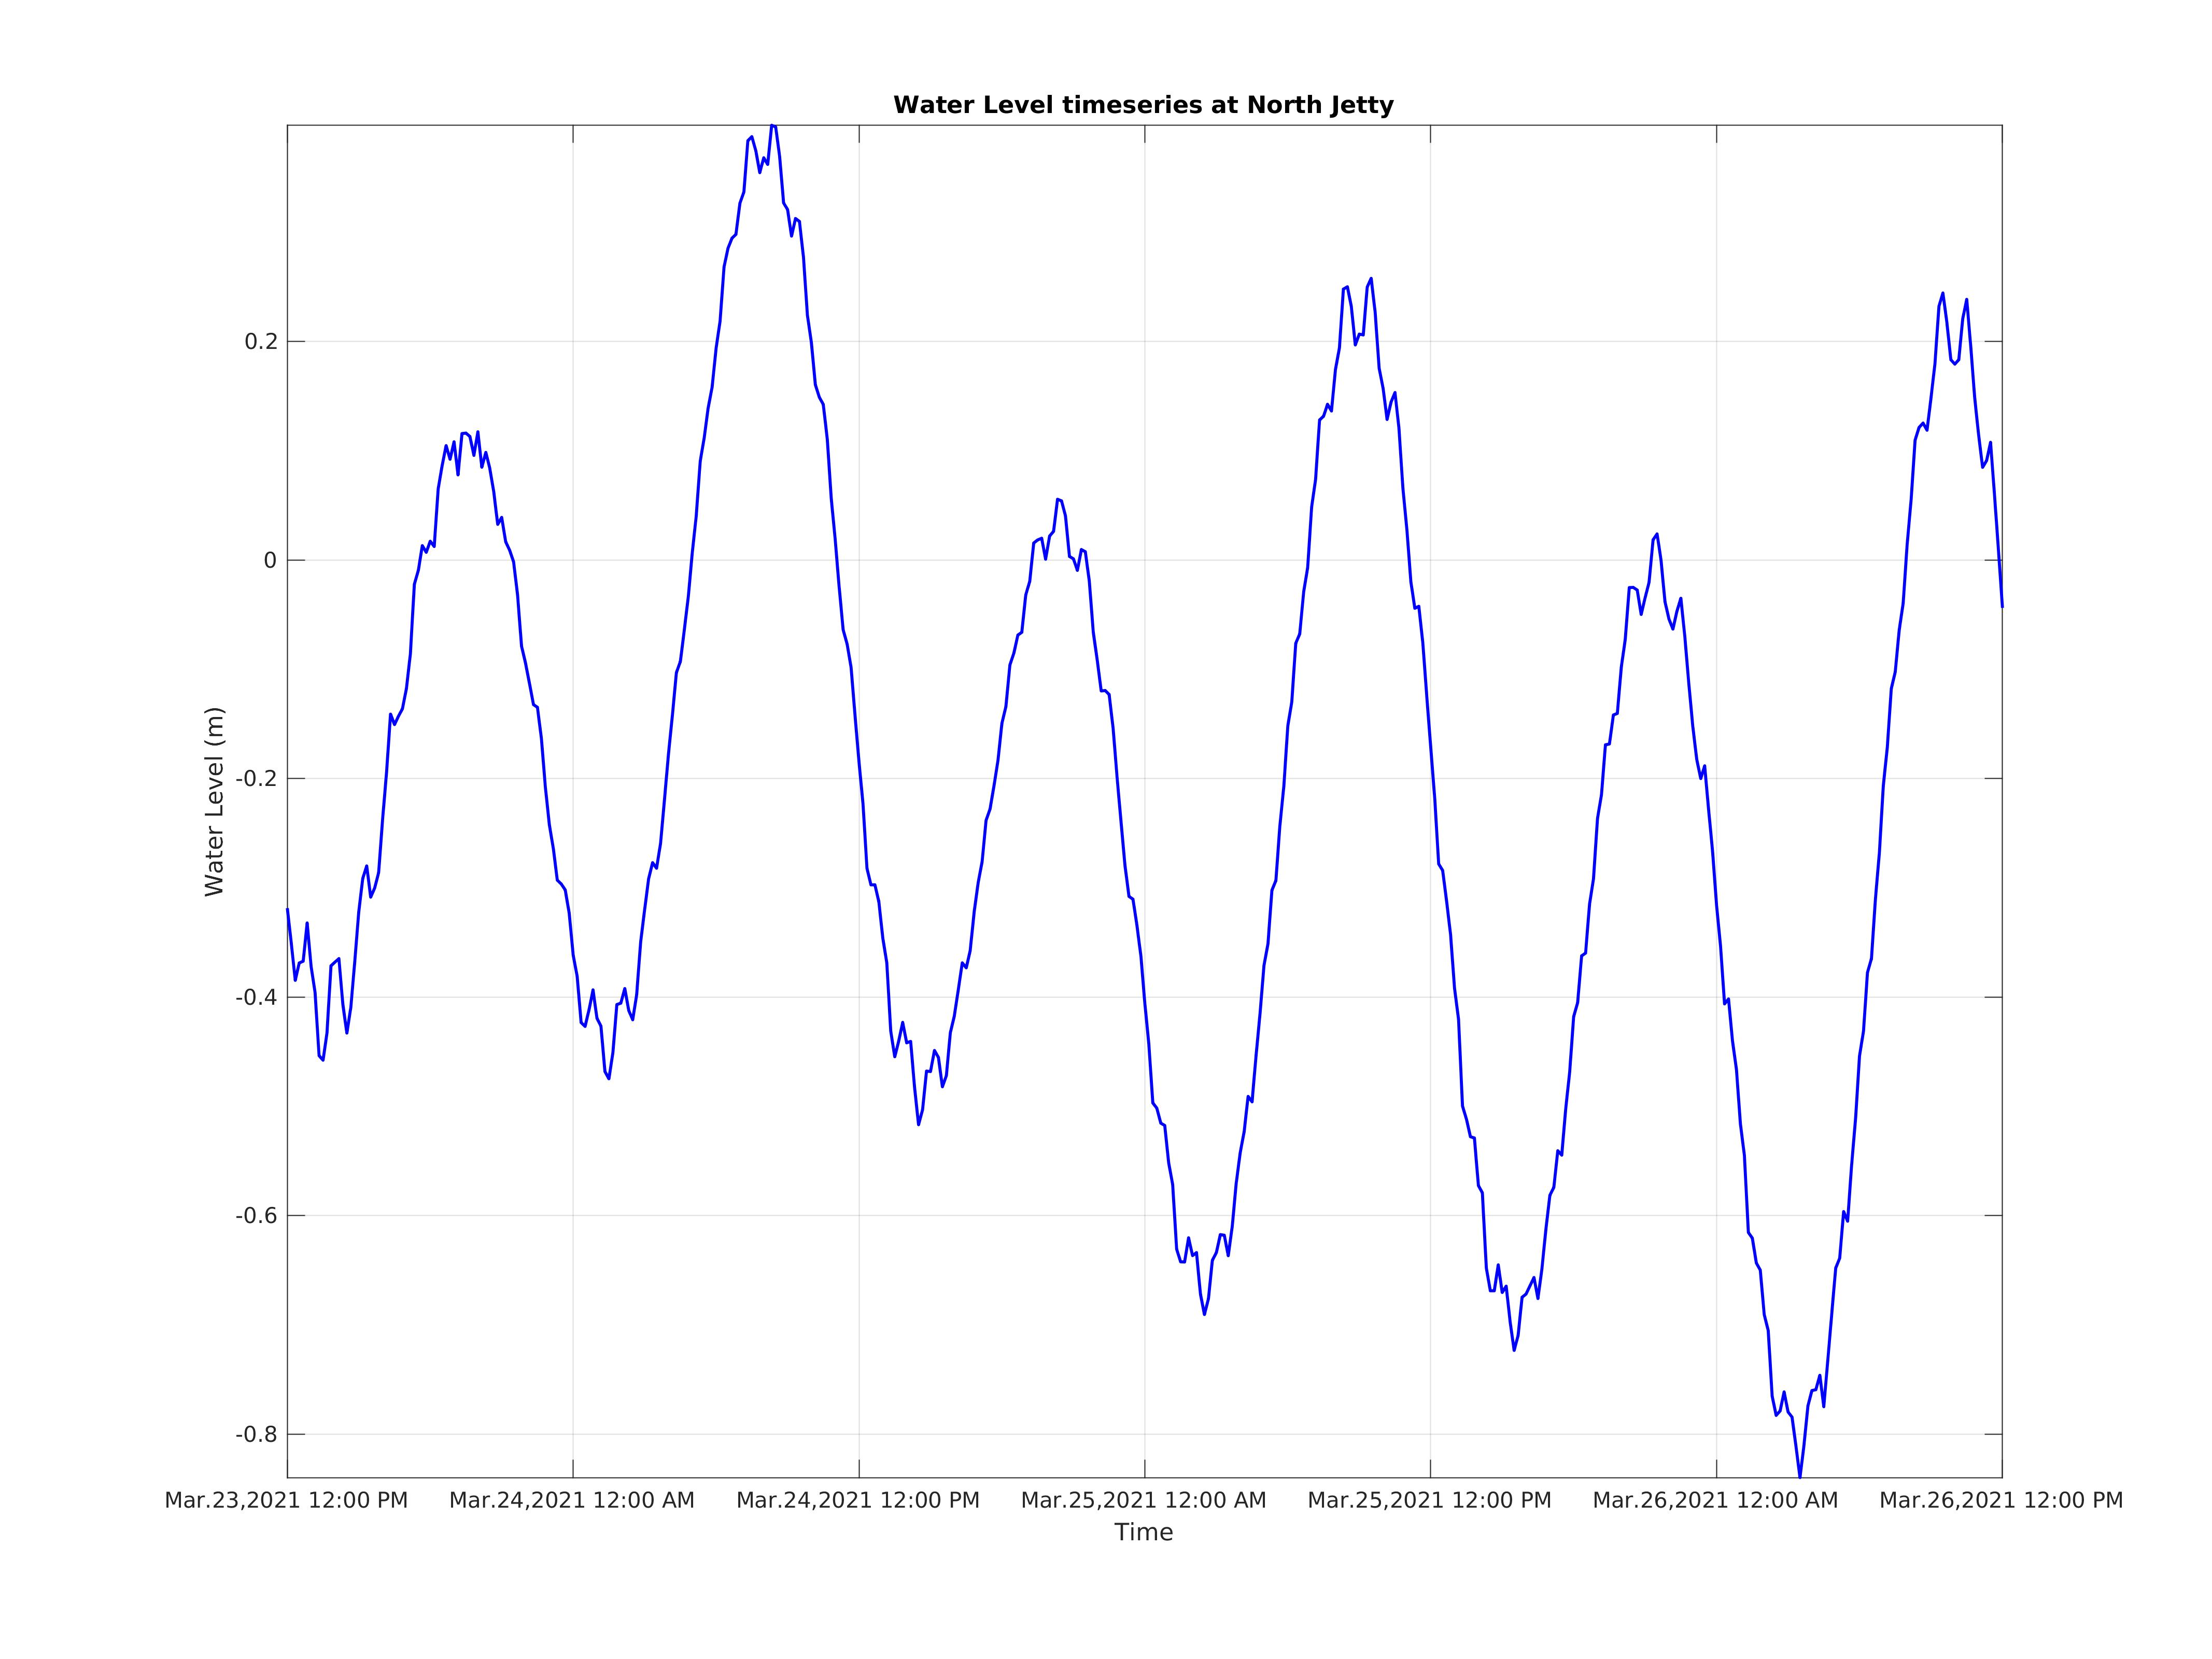 Water Level timeseries at North Jetty
0.2
0
-0.2
-0.4
-0.6
-0.8
Water Level (m)
Mar.23,2021 12:00 PM Mar.24,2021 12:00 AM Mar.24,2021 12:00 PM Mar.25,2021 12:00 AM Mar.25,2021 12:00 PM Mar.26,2021 12:00 AM Mar.26,2021 12:00 PM
Time